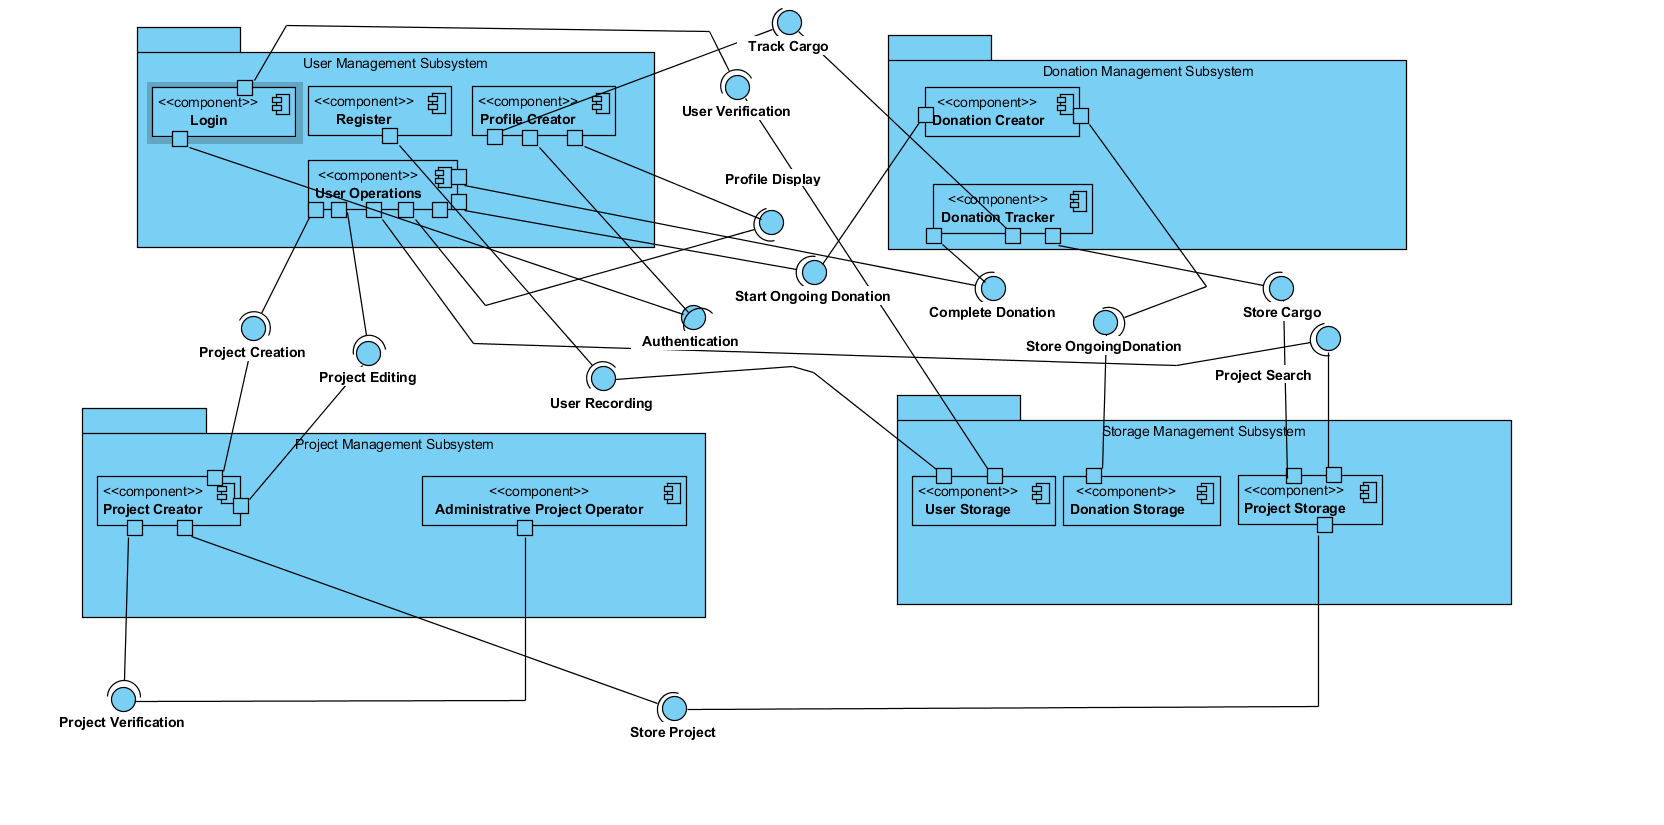 Track Cargo
User Management Subsystem
Donation Management Subsystem
<<component>>
Login
<<component>>
Register
<<component>>
Profile Creator
User Verification
<<component>>
Donation Creator
<<component>>
User Operations
Profile Display
<<component>>
Donation Tracker
Start Ongoing Donation
Complete Donation
Store Cargo
Project Creation
Authentication
Store OngoingDonation
Project Editing
Project Search
User Recording
Project Management Subsystem
Storage Management Subsystem
<<component>>
Project Creator
<<component>>
Administrative Project Operator
<<component>>
User Storage
<<component>>
Donation Storage
<<component>>
Project Storage
Project Verification
Store Project